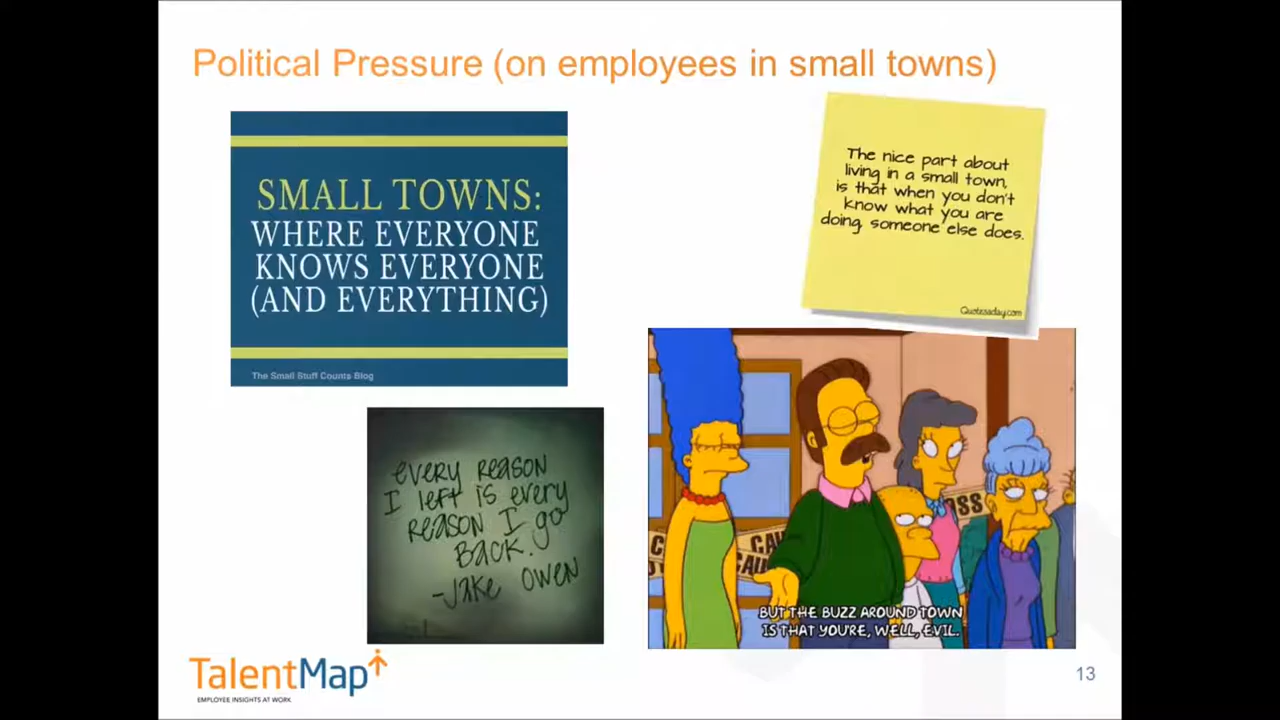 Political Pressure (on employees in small towns)
SMALL TOWNS:
WHERE EVERYONE
KNOWS EVERYONE
(AND EVERYTHING)
The Small Stuff Counts Blog
The nice part about
living in a small town,
is that when you don't
know what you are
doing, someone else does.
Quotesaday.com
every reason
I left is every
reason I go
back.
-Jake Owen
CAU
CAU
ASS
BUT THE BUZZ AROUND TOWN
IS THAT YOU'RE, WELL, EVIL.
TalentMap
EMPLOYEE INSIGHTS AT WORK
13